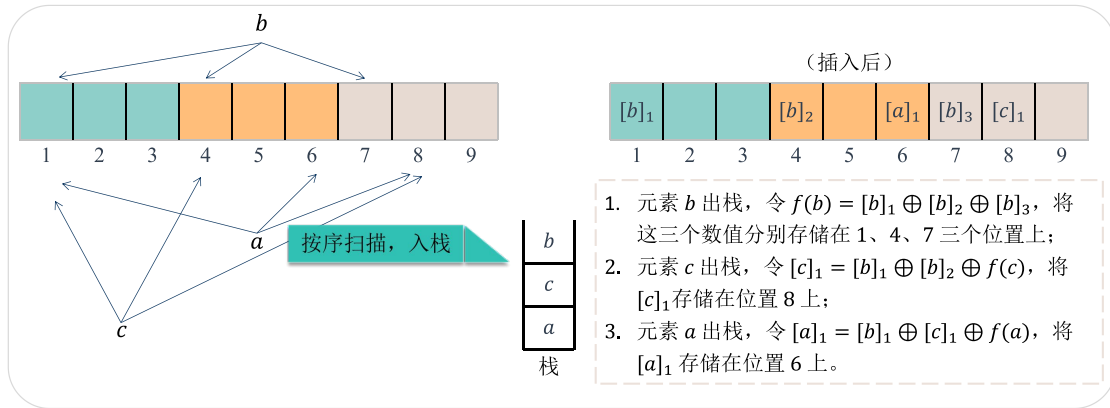 b
1 2 3 4 5 6 7 8 9
a
c
按序扫描，入栈
b
c
a
栈
（插入后）
[b]₁ [b]₂ [a]₁ [b]₃ [c]₁
1 2 3 4 5 6 7 8 9
1. 元素 b 出栈，令 f(b) = [b]₁ ⊕ [b]₂ ⊕ [b]₃，将
这三个数值分别存储在 1、4、7 三个位置上；
2. 元素 c 出栈，令 [c]₁ = [b]₁ ⊕ [b]₂ ⊕ f(c)，将
[c]₁存储在位置 8 上；
3. 元素 a 出栈，令 [a]₁ = [b]₁ ⊕ [c]₁ ⊕ f(a)，将
[a]₁ 存储在位置 6 上。